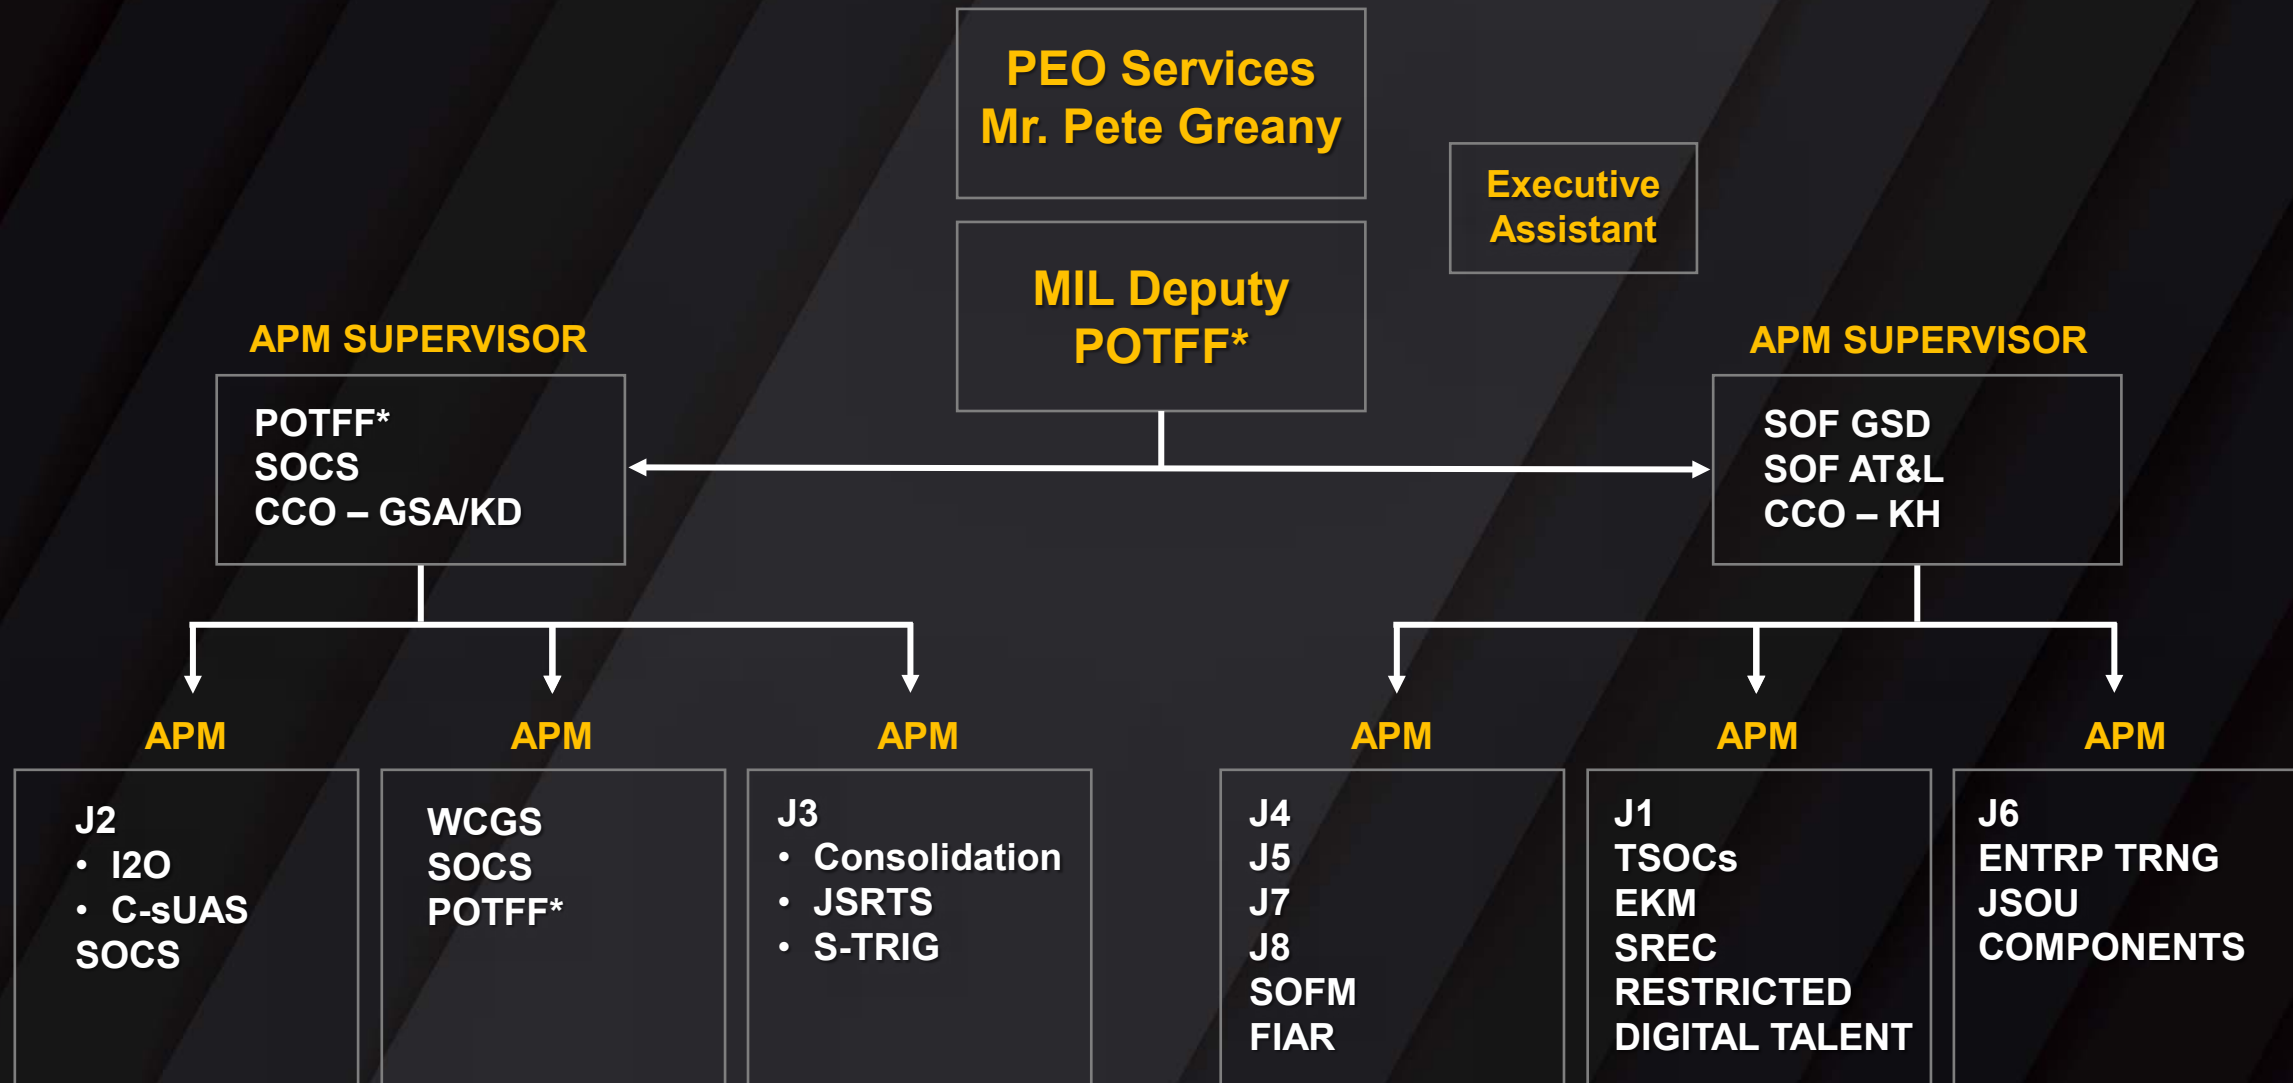 PEO Services
Mr. Pete Greany
Executive
Assistant
MIL Deputy
POTFF*
APM SUPERVISOR
POTFF*
SOCS
CCO – GSA/KD
APM SUPERVISOR
SOF GSD
SOF AT&L
CCO – KH
APM
J2
• I2O
• C-sUAS
SOCS
APM
WCGS
SOCS
POTFF*
APM
J3
• Consolidation
• JSRTS
• S-TRIG
APM
J4
J5
J7
J8
SOFM
FIAR
APM
J1
TSOCs
EKM
SREC
RESTRICTED
DIGITAL TALENT
APM
J6
ENTRP TRNG
JSOU
COMPONENTS